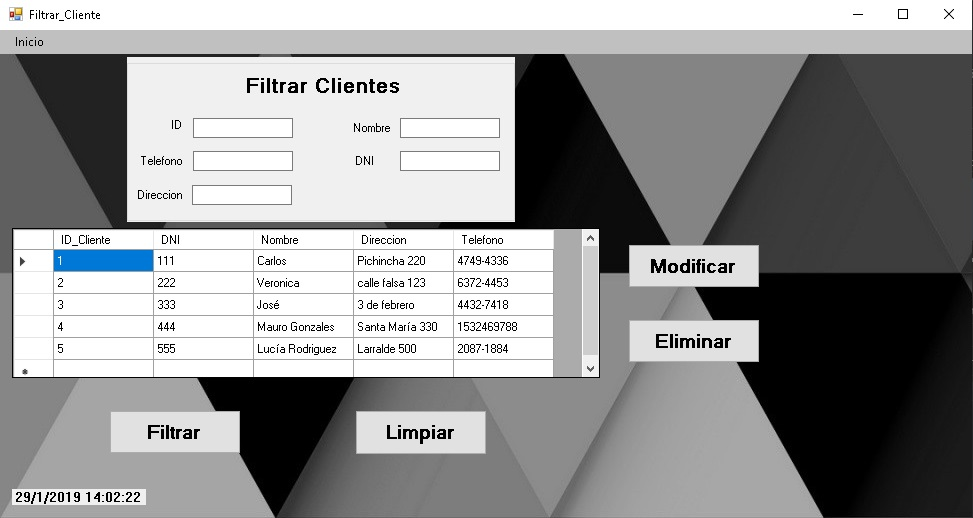 Filtrar_Cliente
Inicio
Filtrar Clientes
ID
Nombre
Telefono
DNI
Direccion
ID_Cliente DNI Nombre Direccion Telefono
1 111 Carlos Pichincha 220 4749-4336
2 222 Veronica calle falsa 123 6372-4453
3 333 José 3 de febrero 4432-7418
4 444 Mauro Gonzales Santa María 330 1532469788
5 555 Lucía Rodriguez Larralde 500 2087-1884
Modificar
Eliminar
Filtrar
Limpiar
29/1/2019 14:02:22